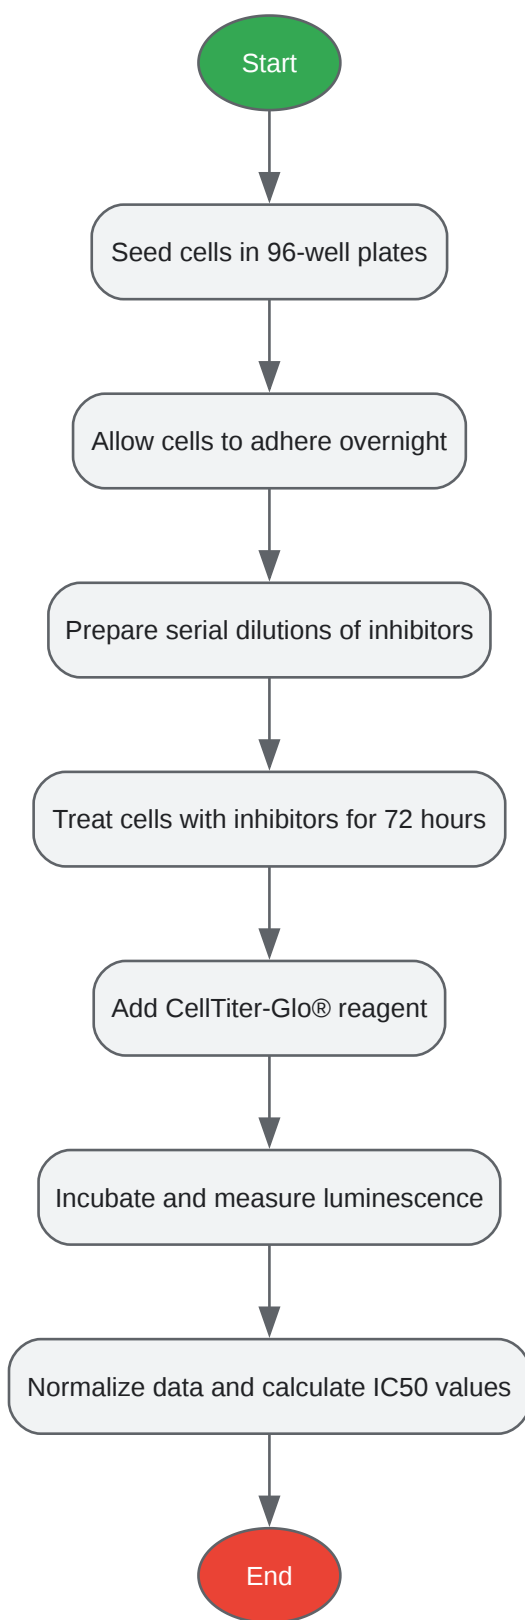 Start
Seed cells in 96-well plates
Allow cells to adhere overnight
Prepare serial dilutions of inhibitors
Treat cells with inhibitors for 72 hours
Add CellTiter-Glo® reagent
Incubate and measure luminescence
Normalize data and calculate IC50 values
End